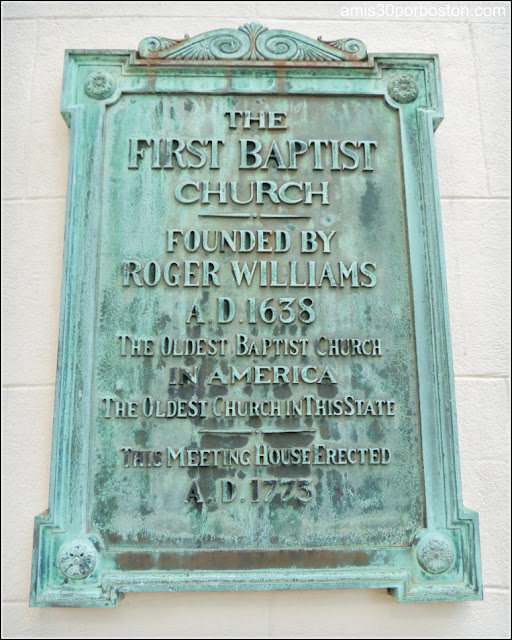 amis30porboston.com
THE
FIRST BAPTIST
CHURCH
FOUNDED BY
ROGER WILLIAMS
A.D.1638
THE OLDEST BAPTIST CHURCH
IN AMERICA
THE OLDEST CHURCH IN THIS STATE
THIS MEETING HOUSE ERECTED
A.D.1775